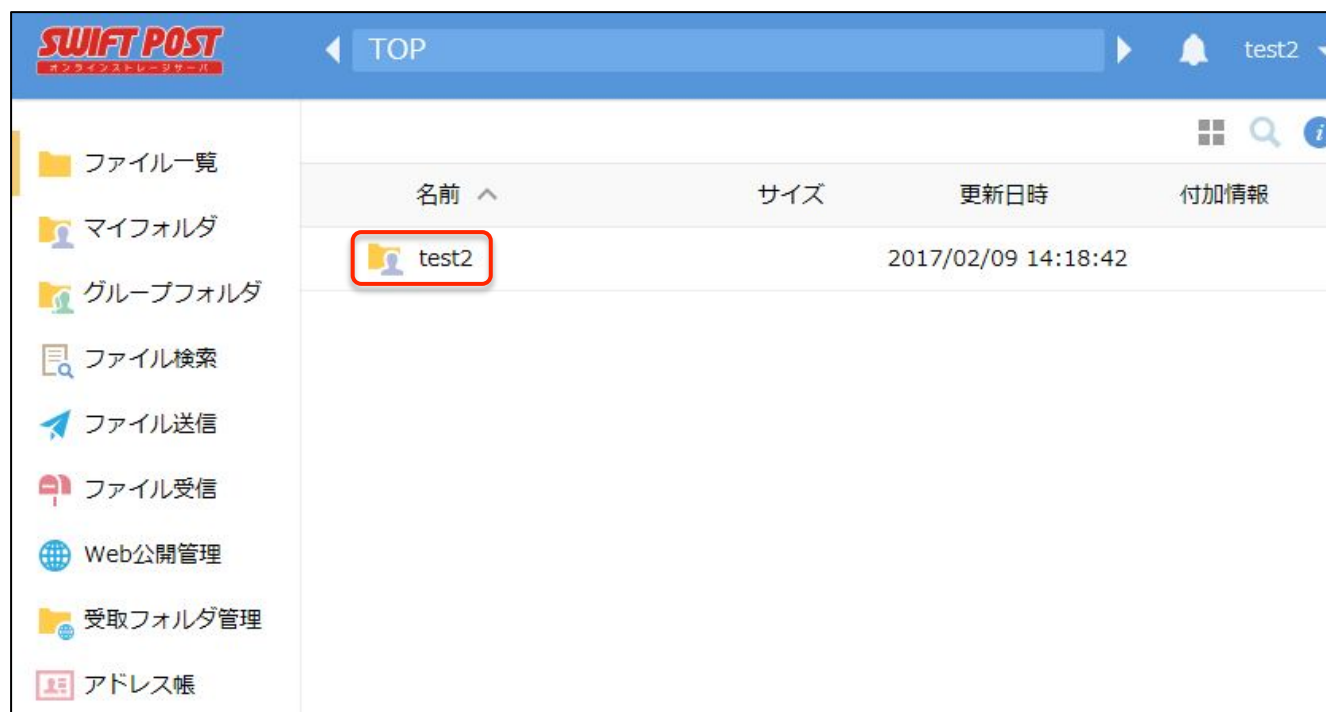 SWIFT POST
オンラインストレージサーバ
TOP
test2
ファイル一覧
マイフォルダ
グループフォルダ
ファイル検索
ファイル送信
ファイル受信
Web公開管理
受取フォルダ管理
アドレス帳
名前 サイズ 更新日時 付加情報
test2 2017/02/09 14:18:42